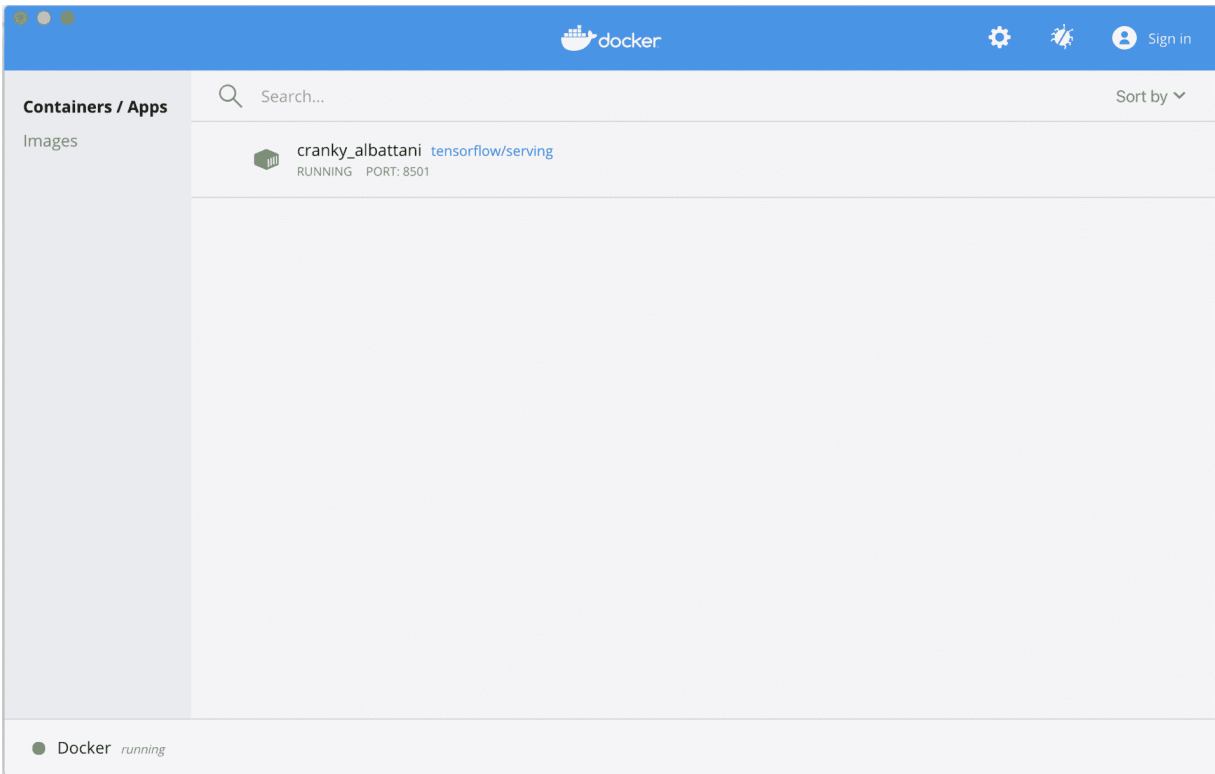 docker
Sign in
Containers / Apps
Images
Search...
Sort by
cranky_albattani tensorflow/serving
RUNNING PORT: 8501
Docker running